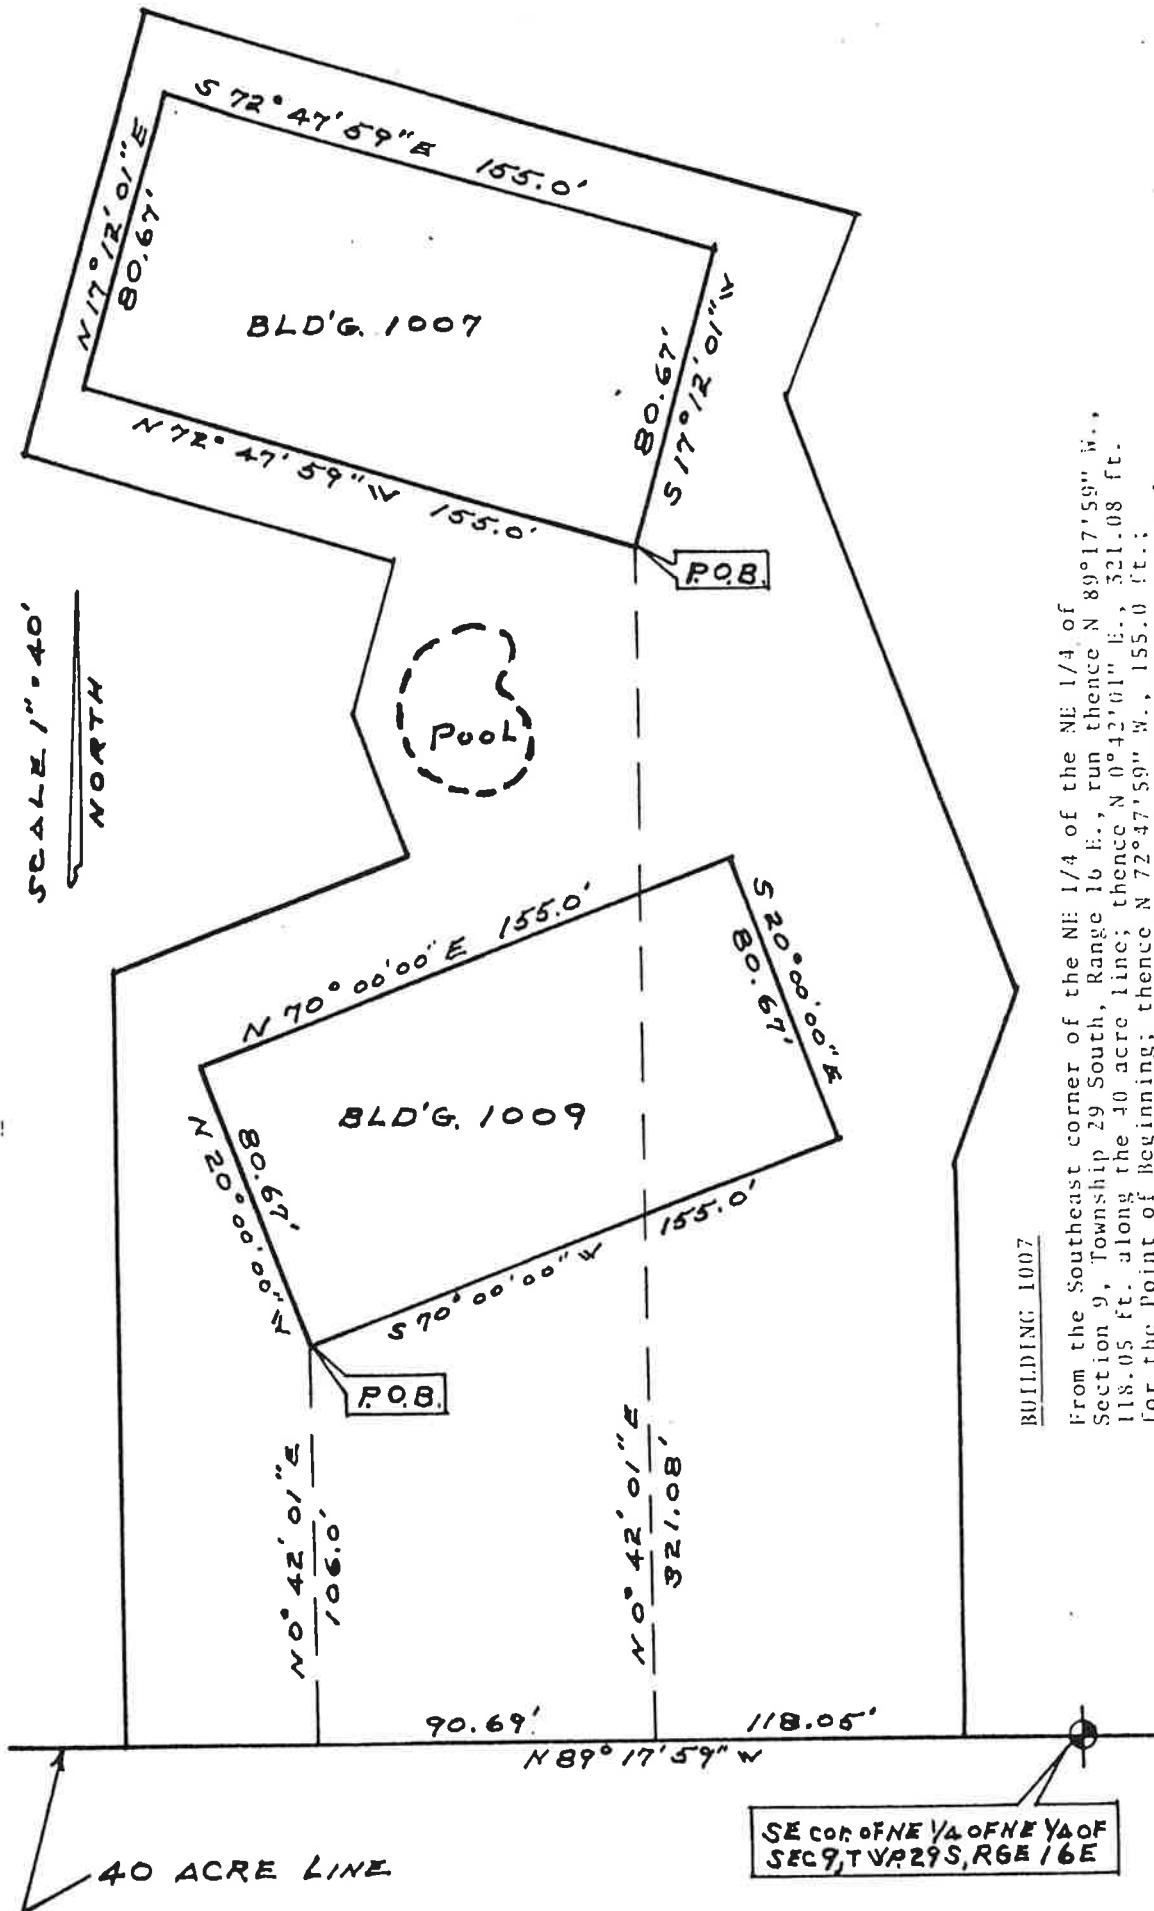 SCALE 1"=40'
NORTH
N 17° 12' 01" E
80.67'
S 72° 47' 59" E 155.0'
BLD'G. 1007
N 72° 47' 59" W 155.0'
80.67'
S 17° 12' 01" W
P.O.B.
POOL
N 70° 00' 00" E 155.0'
S 20° 00' 00" E
80.67'
BLD'G. 1009
80.67'
N 20° 00' 00" W
S 70° 00' 00" W 155.0'
P.O.B.
N 0° 42' 01" E
106.0'
N 0° 42' 01" E
321.08'
90.69'
118.05'
N 89° 17' 59" W
40 ACRE LINE
SE cor. OF NE 1/4 OF NE 1/4 OF
SEC 9, TWP. 29 S, RGE 16 E
BUILDING 1007
From the Southeast corner of the NE 1/4 of the NE 1/4 of
Section 9, Township 29 South, Range 16 E., run thence N 89°17'59" W.,
118.05 ft. along the 40 acre line; thence N 0°42'01" E., 321.08 ft.
for the Point of Beginning; thence N 72°47'59" W., 155.0 ft.;